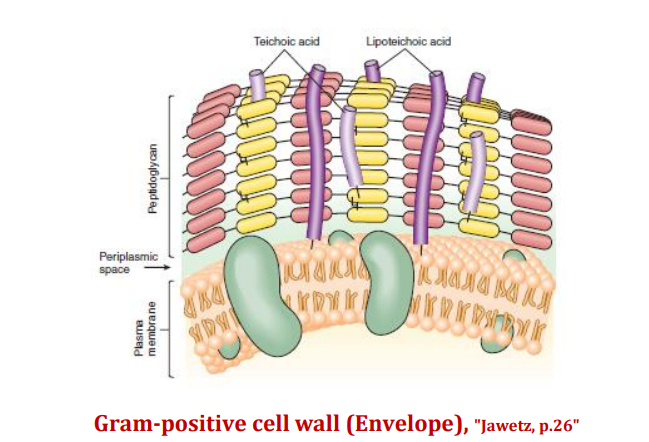 Teichoic acid
Lipoteichoic acid
Peptidoglycan
Periplasmic
space
Plasma
membrane
Gram-positive cell wall (Envelope), "Jawetz, p.26"